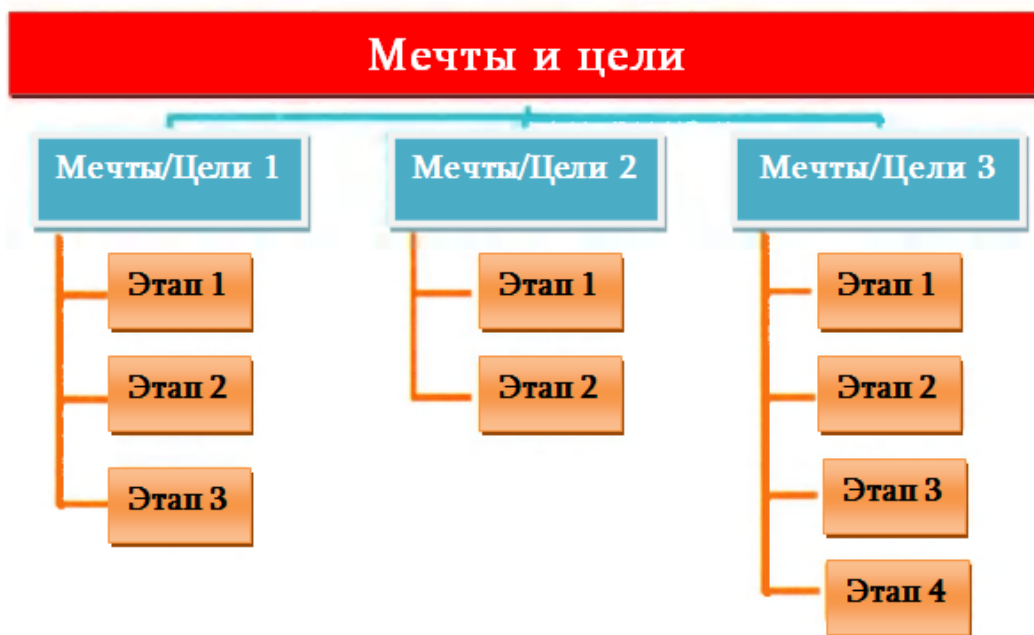 Мечты и цели
Мечты/Цели 1
Этап 1
Этап 2
Этап 3
Мечты/Цели 2
Этап 1
Этап 2
Мечты/Цели 3
Этап 1
Этап 2
Этап 3
Этап 4